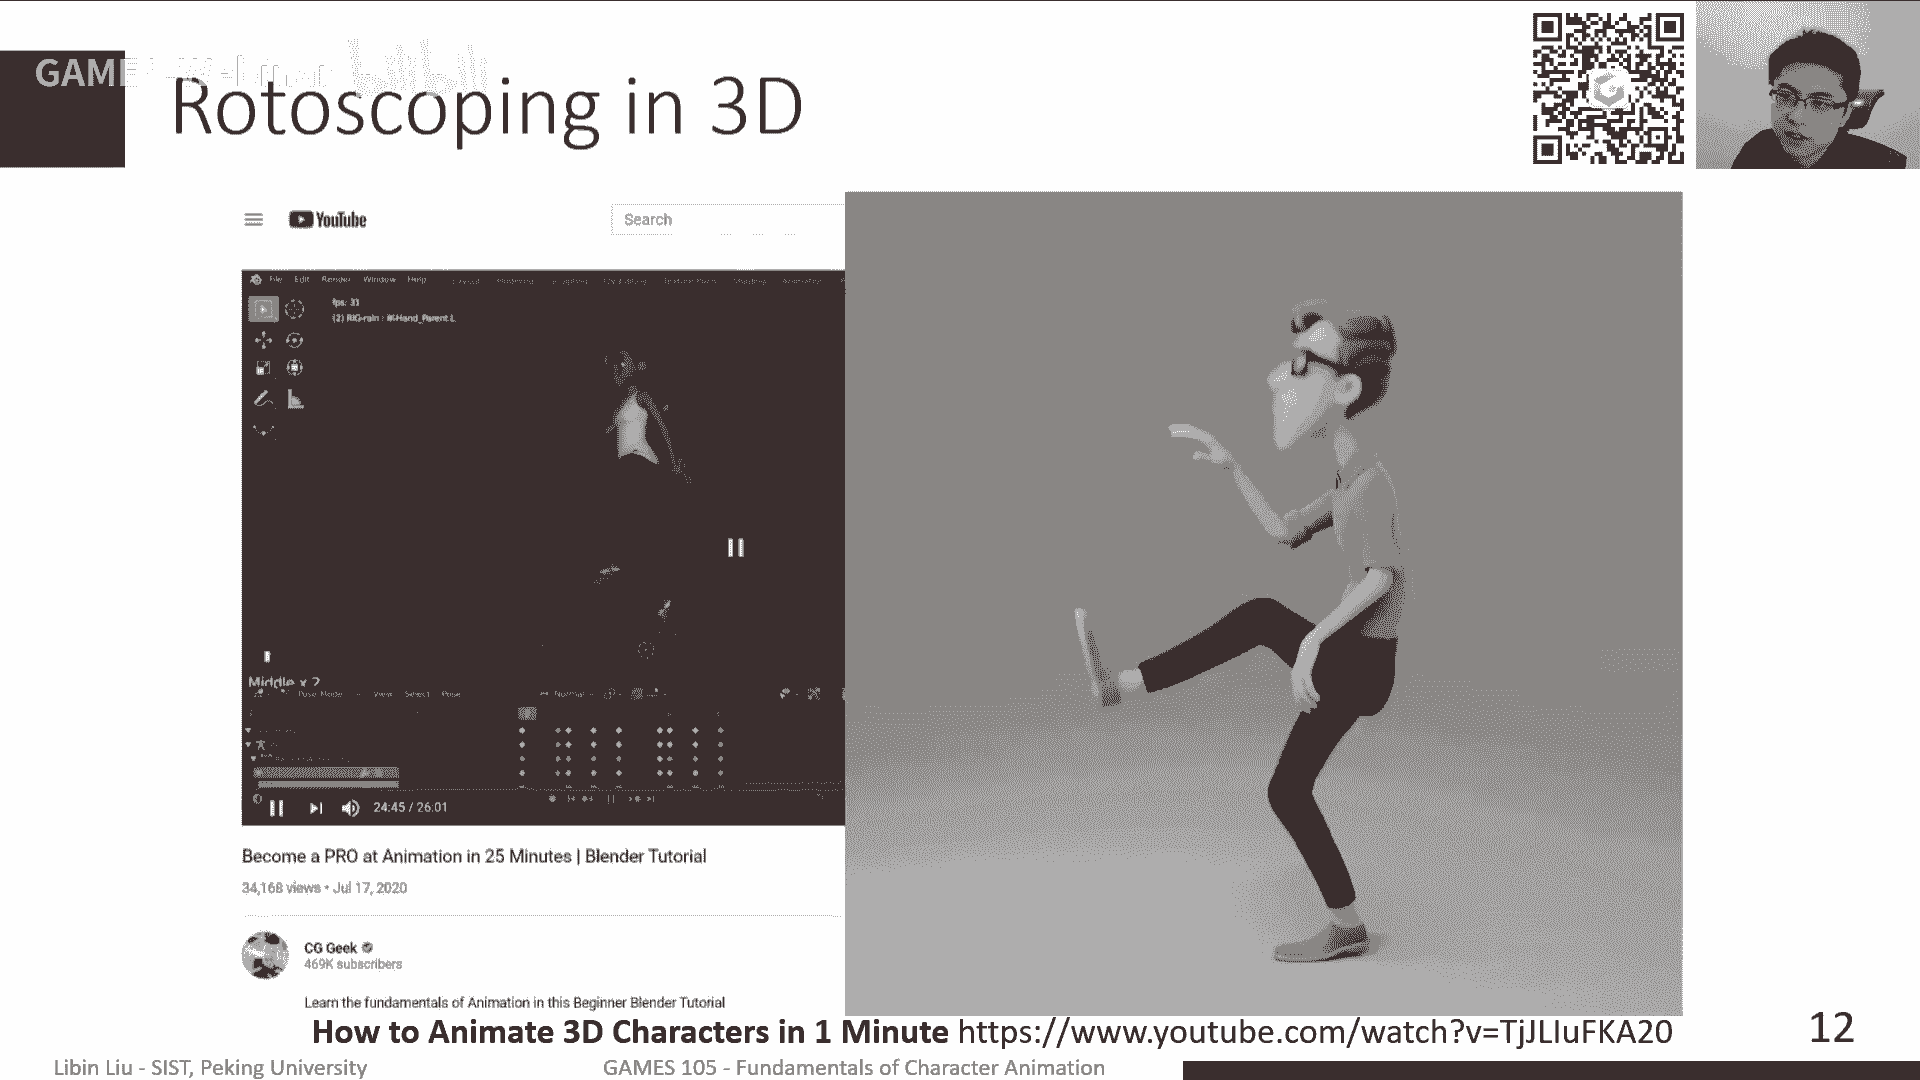 GAMES-Webinar bilibili
Rotoscoping in 3D
YouTube
Search
File Edit Render Window Help
fps: 31
(2) RIG-rain : IK-Hand_Parent.L
Middle x 2
Pose Mode View Select Pose
Normal
24:45 / 26:01
Become a PRO at Animation in 25 Minutes | Blender Tutorial
34,168 views • Jul 17, 2020
CG Geek
469K subscribers
Learn the fundamentals of Animation in this Beginner Blender Tutorial
How to Animate 3D Characters in 1 Minute https://www.youtube.com/watch?v=TjJLIuFKA20
12
Libin Liu - SIST, Peking University
GAMES 105 - Fundamentals of Character Animation